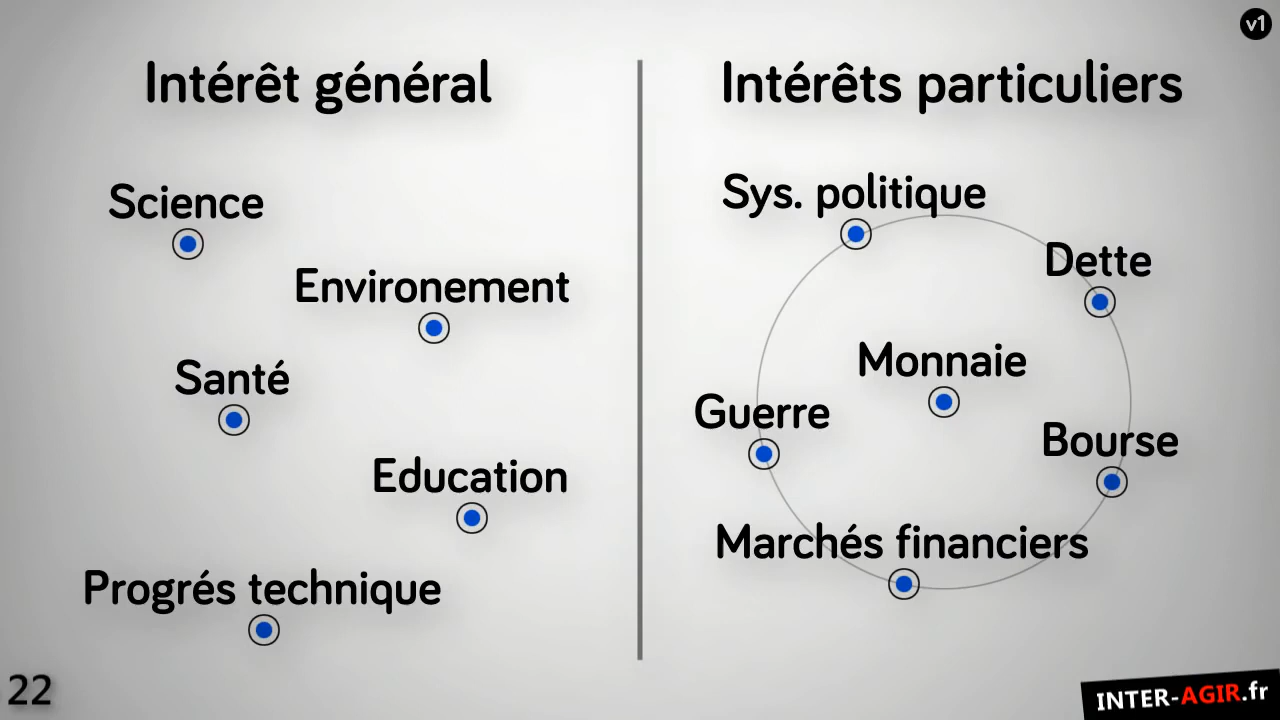 v1
Intérêt général
Science
Environement
Santé
Education
Progrés technique
Intérêts particuliers
Sys. politique
Dette
Monnaie
Guerre
Bourse
Marchés financiers
22
INTER-AGIR.fr